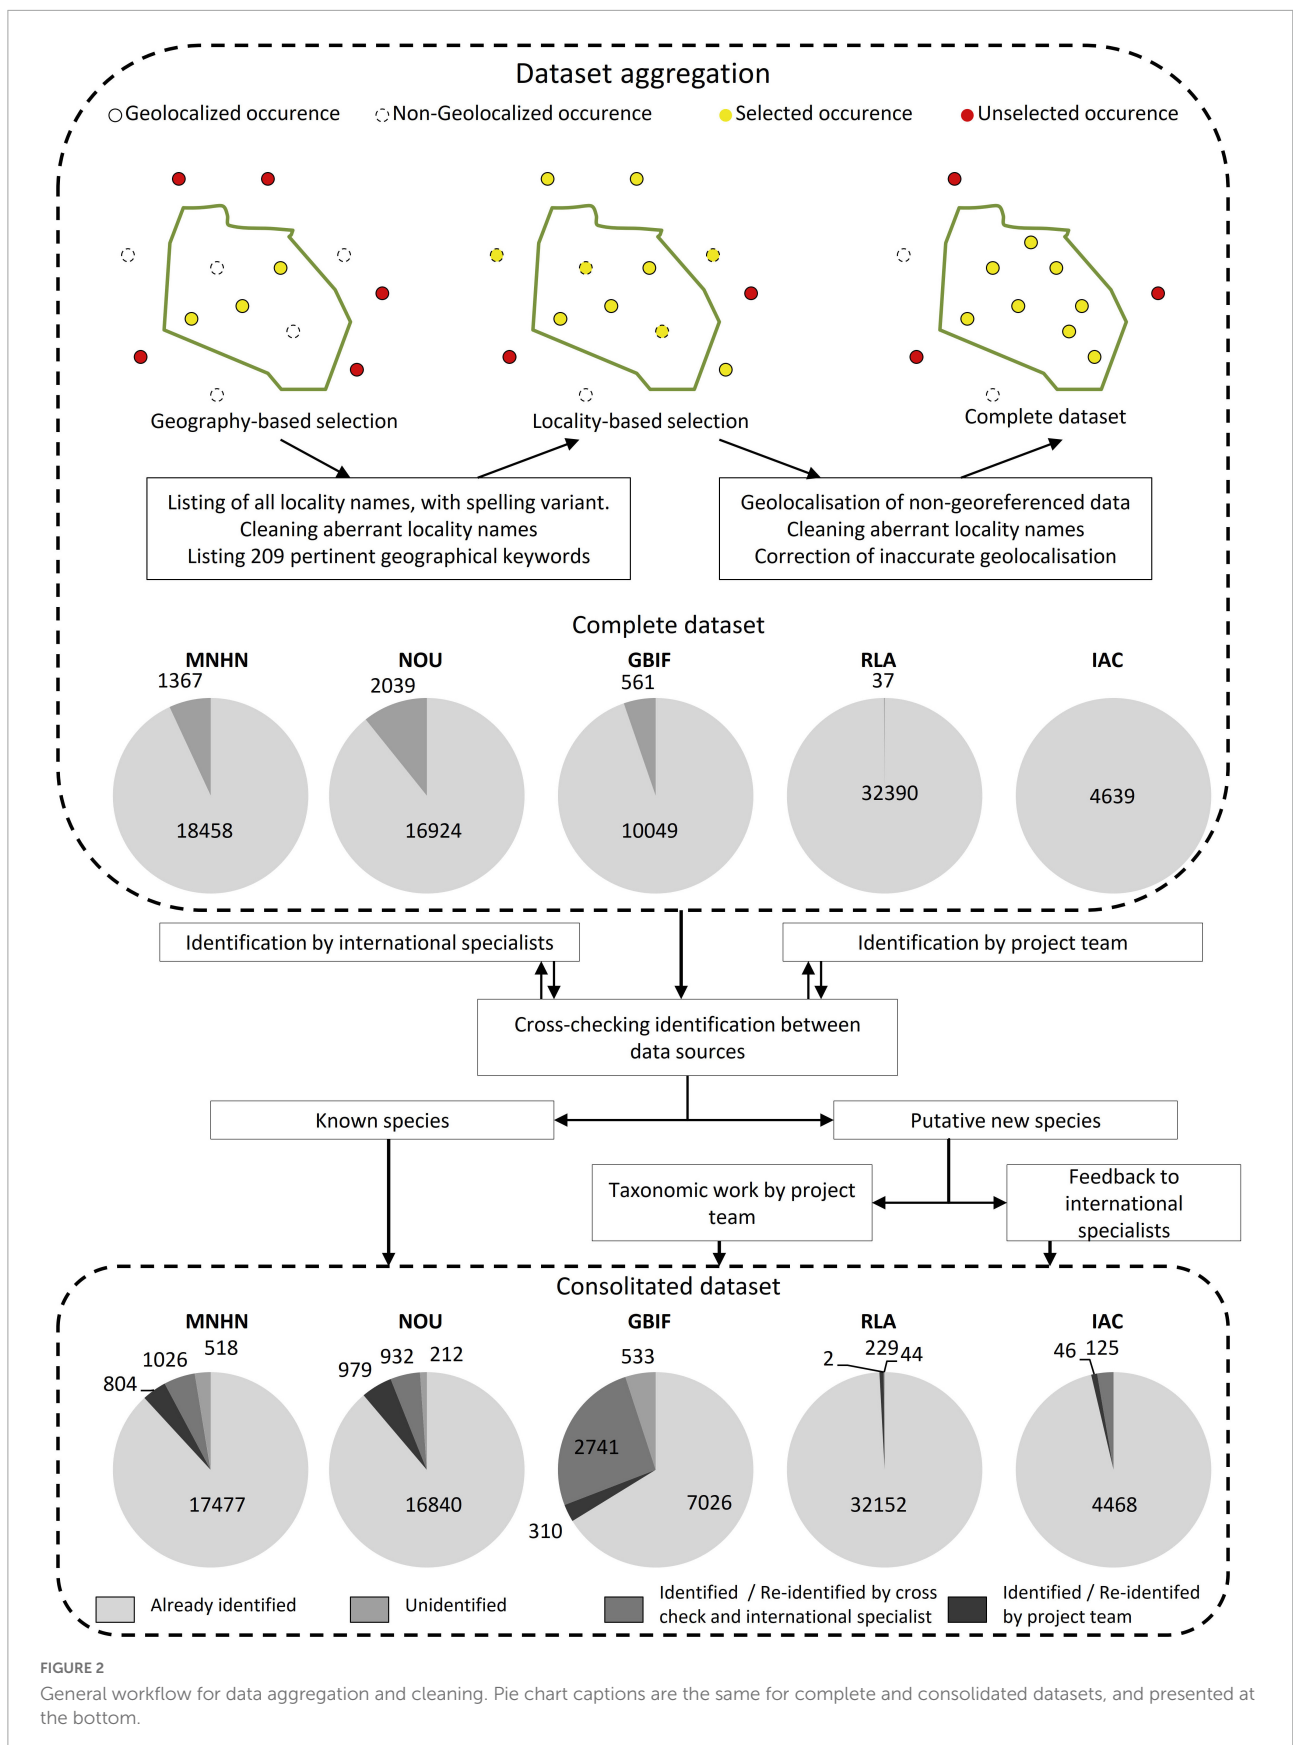 Dataset aggregation
Geolocalized occurence
Non-Geolocalized occurence
Selected occurence
Unselected occurence
Geography-based selection
Locality-based selection
Complete dataset
Listing of all locality names, with spelling variant.
Cleaning aberrant locality names
Listing 209 pertinent geographical keywords
Geolocalisation of non-georeferenced data
Cleaning aberrant locality names
Correction of inaccurate geolocalisation
Complete dataset
MNHN
NOU
GBIF
RLA
IAC
1367
2039
561
37
18458
16924
10049
32390
4639
Identification by international specialists
Identification by project team
Cross-checking identification between
data sources
Known species
Putative new species
Taxonomic work by project
team
Feedback to
international
specialists
Consolitated dataset
MNHN
NOU
GBIF
RLA
IAC
804
1026
518
979
932
212
533
2
229
44
46
125
2741
310
17477
16840
7026
32152
4468
Already identified
Unidentified
Identified / Re-identified by cross
check and international specialist
Identified / Re-identifed
by project team
FIGURE 2
General workflow for data aggregation and cleaning. Pie chart captions are the same for complete and consolidated datasets, and presented at
the bottom.